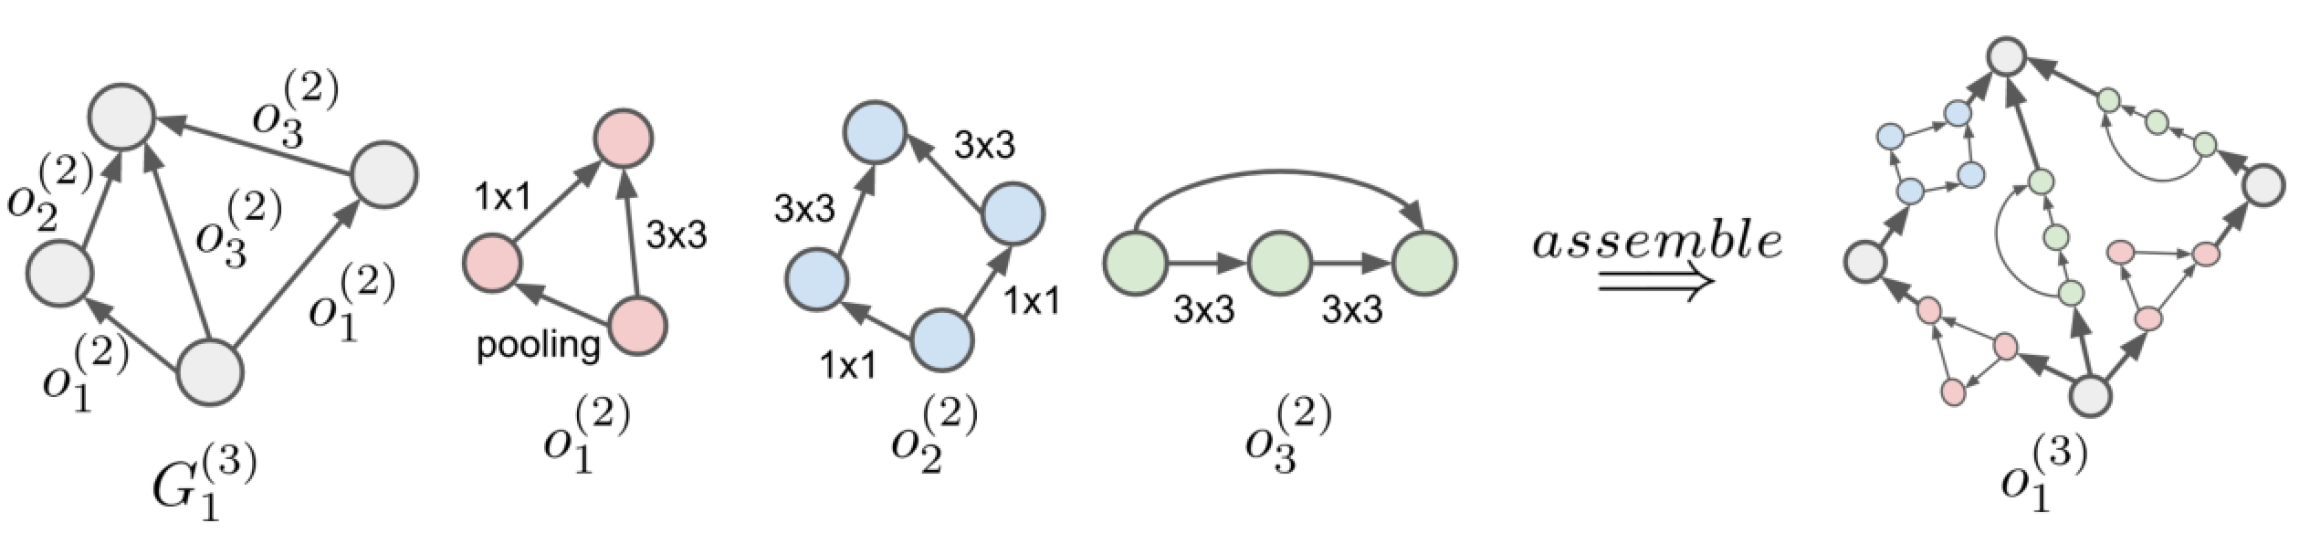 o_3^{(2)}
o_2^{(2)}
o_3^{(2)}
o_1^{(2)}
o_1^{(2)}
G_1^{(3)}
1x1
3x3
pooling
o_1^{(2)}
3x3
3x3
1x1
1x1
o_2^{(2)}
3x3
3x3
o_3^{(2)}
assemble
⟹
o_1^{(3)}